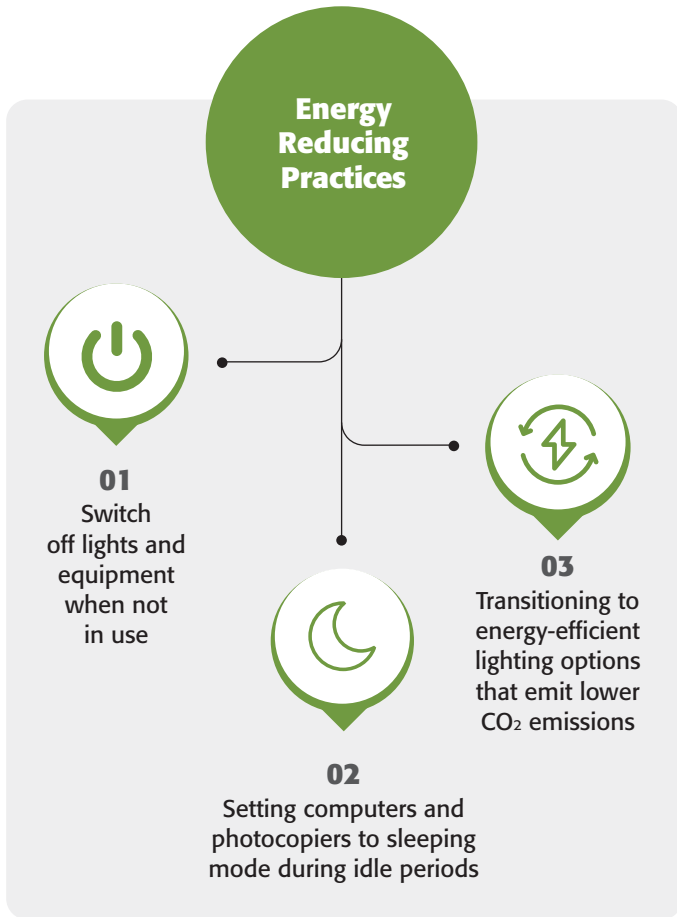 Energy
Reducing
Practices
01
Switch
off lights and
equipment
when not
in use
02
Setting computers and
photocopiers to sleeping
mode during idle periods
03
Transitioning to
energy-efficient
lighting options
that emit lower
CO₂ emissions